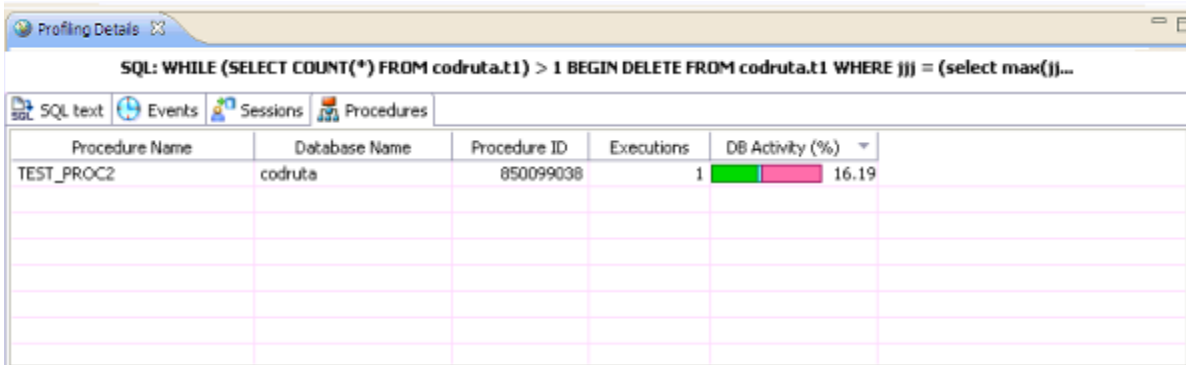 Profiling Details
SQL: WHILE (SELECT COUNT(*) FROM codruta.t1) > 1 BEGIN DELETE FROM codruta.t1 WHERE jjj = (select max(jj...
SQL text Events Sessions Procedures
Procedure Name Database Name Procedure ID Executions DB Activity (%)
TEST_PROC2 codruta 850099038 1 16.19